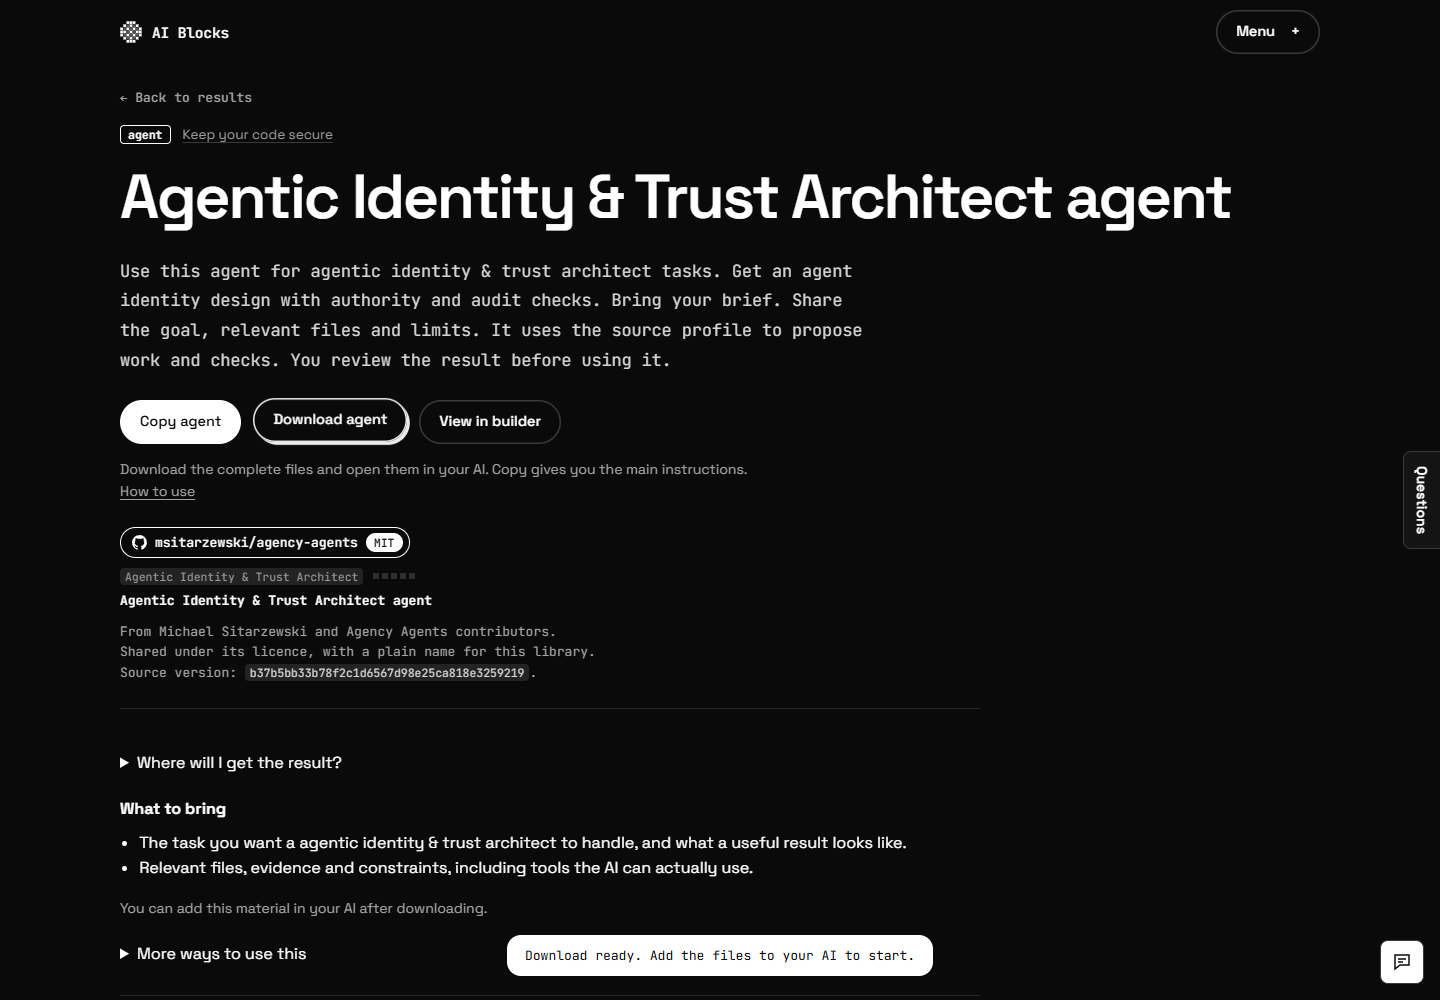 AI Blocks
Menu +
← Back to results
agent Keep your code secure
Agentic Identity & Trust Architect agent
Use this agent for agentic identity & trust architect tasks. Get an agent
identity design with authority and audit checks. Bring your brief. Share
the goal, relevant files and limits. It uses the source profile to propose
work and checks. You review the result before using it.
Copy agent Download agent View in builder
Download the complete files and open them in your AI. Copy gives you the main instructions.
How to use
msitarzewski/agency-agents MIT
Agentic Identity & Trust Architect
Agentic Identity & Trust Architect agent
From Michael Sitarzewski and Agency Agents contributors.
Shared under its licence, with a plain name for this library.
Source version: b37b5bb33b78f2c1d6567d98e25ca818e3259219.
Questions
Where will I get the result?
What to bring
• The task you want a agentic identity & trust architect to handle, and what a useful result looks like.
• Relevant files, evidence and constraints, including tools the AI can actually use.
You can add this material in your AI after downloading.
More ways to use this
Download ready. Add the files to your AI to start.